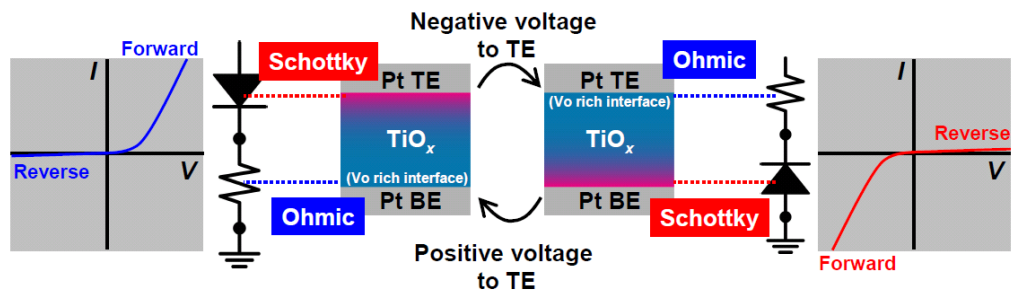 Negative voltage
to TE
Forward
I
V
Reverse
Schottky
Ohmic
Pt TE
TiOx
(Vo rich interface)
Pt BE
Pt TE
(Vo rich interface)
TiOx
Pt BE
Ohmic
Schottky
Positive voltage
to TE
I
Reverse
V
Forward